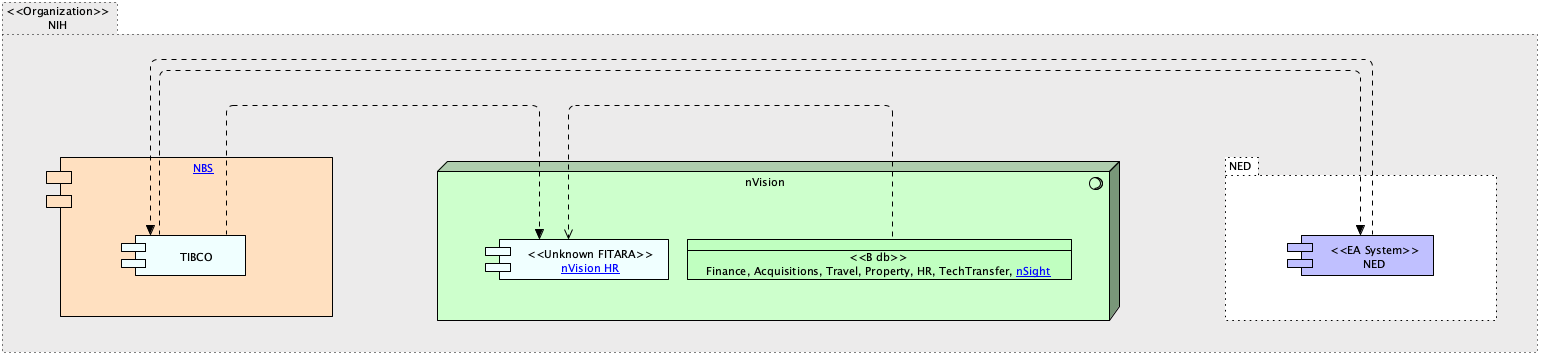 <<Organization>>
NIH
NBS
TIBCO
nVision
<<Unknown FITARA>>
nVision HR
<<B db>>
Finance, Acquisitions, Travel, Property, HR, TechTransfer, nSight
NED
<<EA System>>
NED